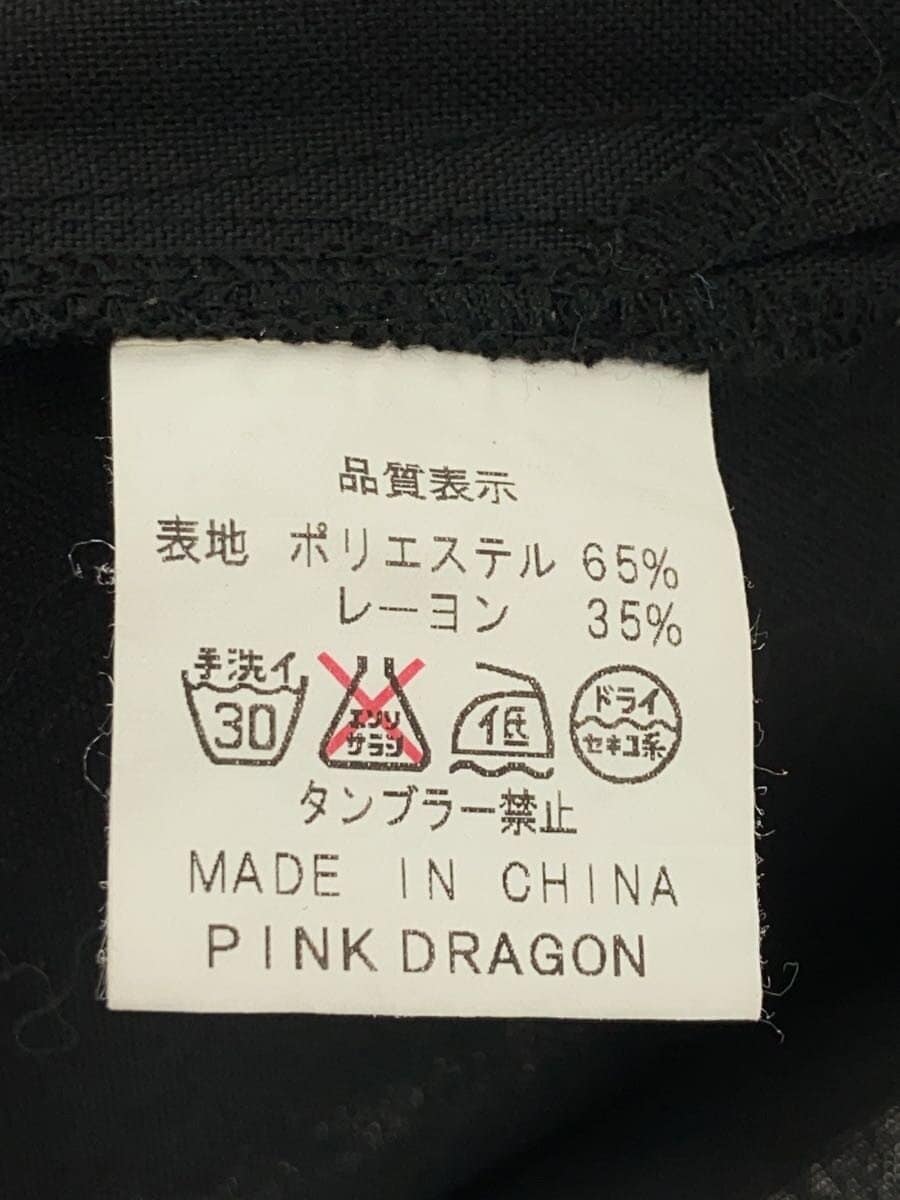 品質表示
表地 ポリエステル 65%
レーヨン 35%
手洗イ
30
エンソ
サラシ
低
ドライ
セキユ系
タンブラー禁止
MADE IN CHINA
PINK DRAGON